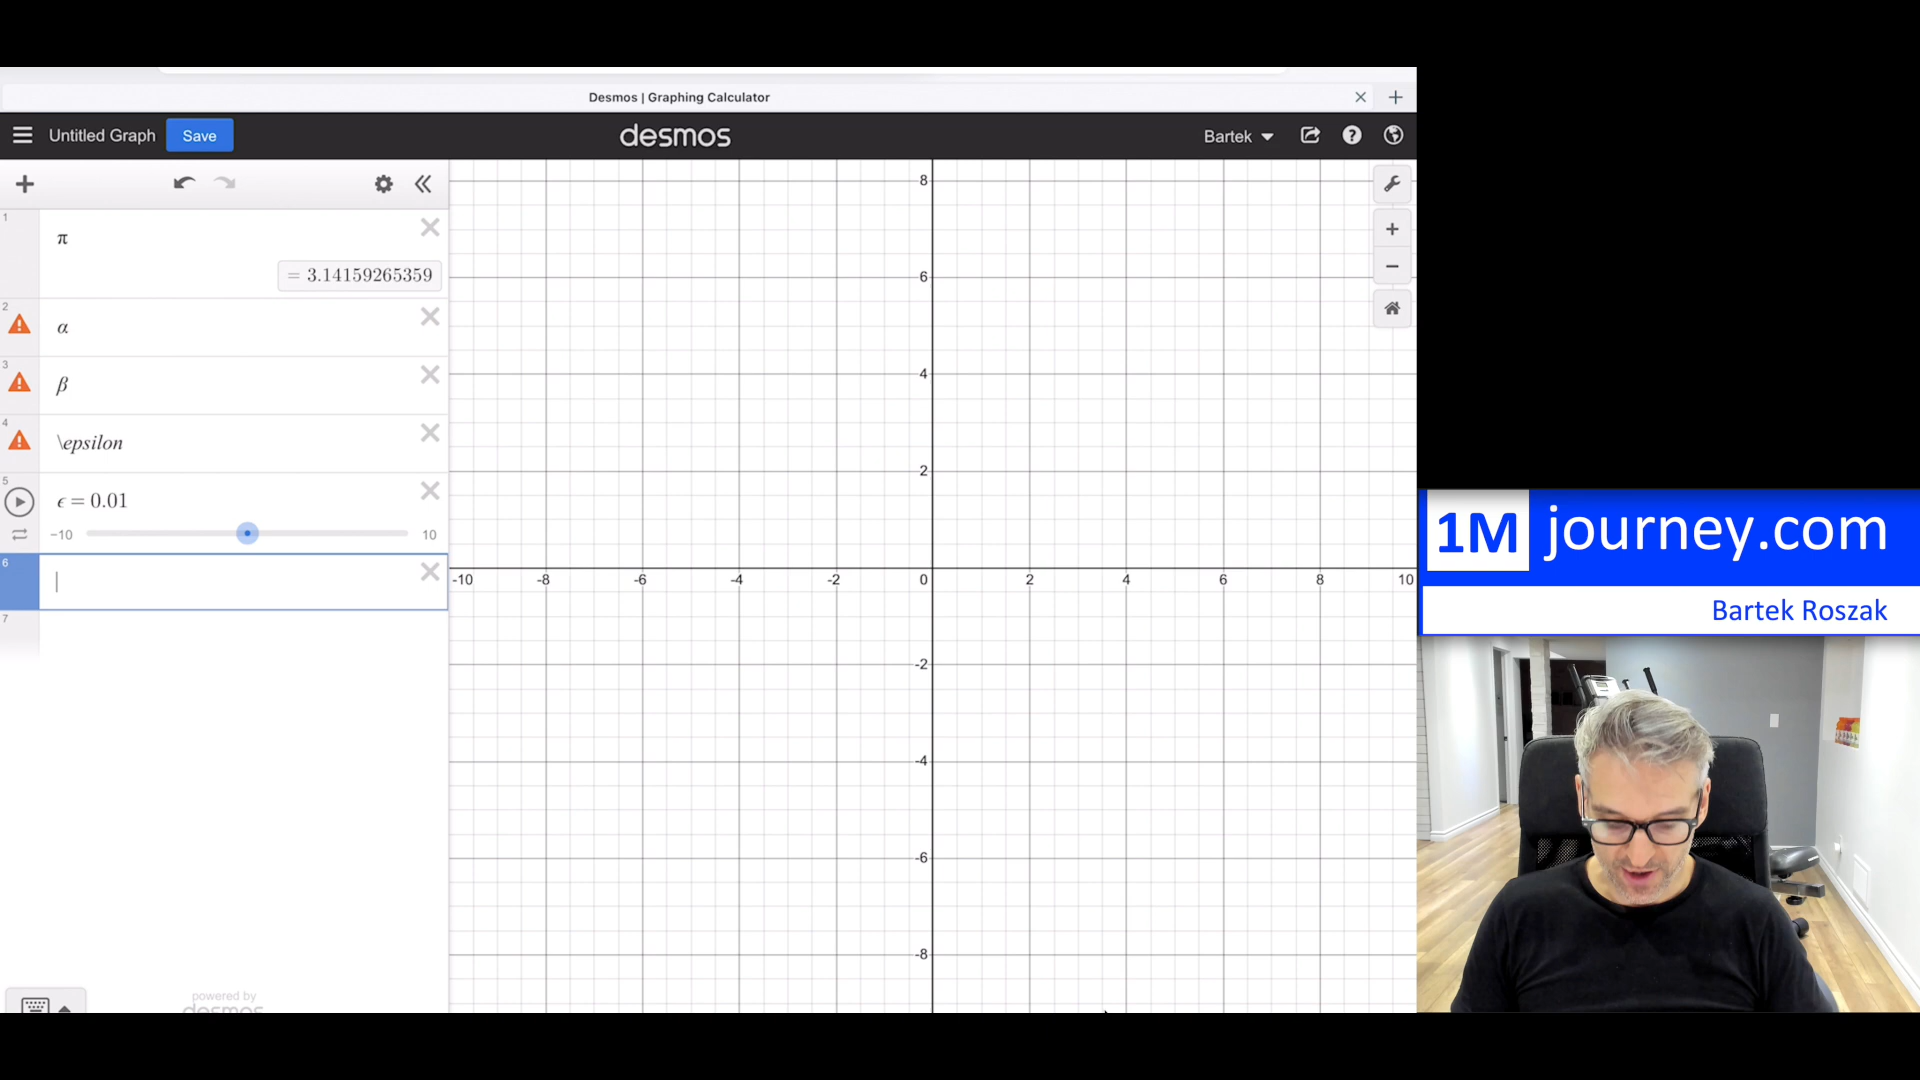 Desmos | Graphing Calculator
Untitled Graph
Save
desmos
Bartek
1
π
= 3.14159265359
2
α
3
β
4
\epsilon
5
ϵ = 0.01
-10
10
6
7
powered by
desmos
8
6
4
2
-10
-8
-6
-4
-2
0
2
4
6
8
10
-2
-4
-6
-8
1M journey.com
Bartek Roszak